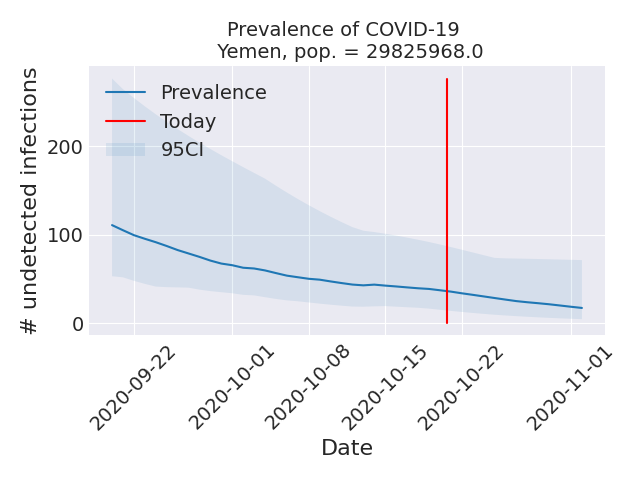 Prevalence of COVID-19
Yemen, pop. = 29825968.0
# undetected infections
200
100
0
Prevalence
Today
95CI
2020-09-22
2020-10-01
2020-10-08
2020-10-15
2020-10-22
2020-11-01
Date